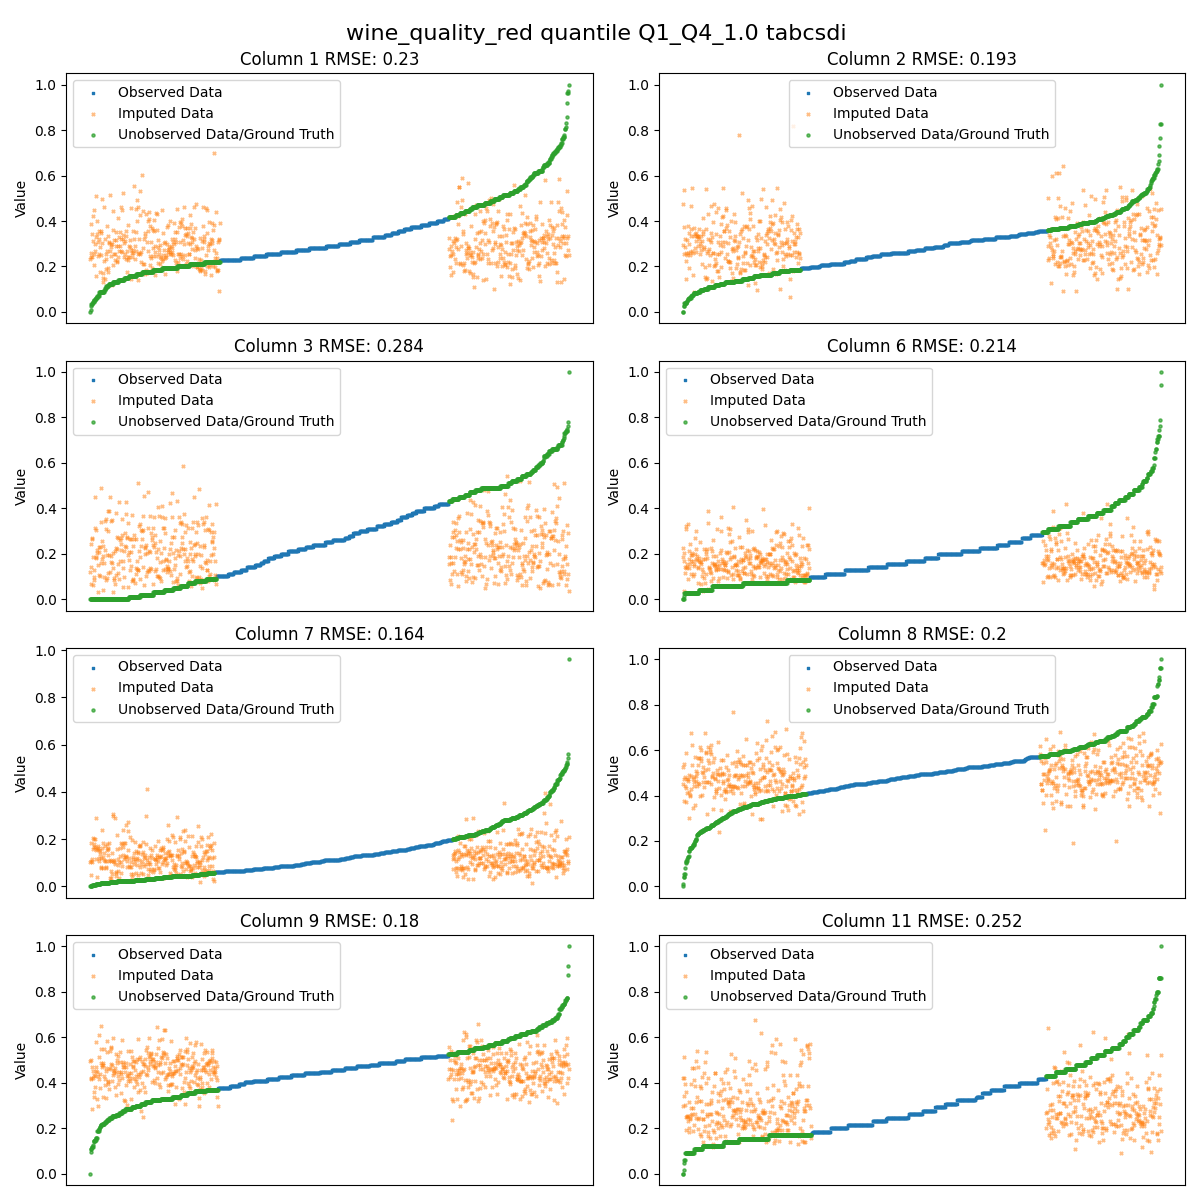 wine_quality_red quantile Q1_Q4_1.0 tabcsdi
Column 1 RMSE: 0.23
Value
1.0
0.8
0.6
0.4
0.2
0.0
Observed Data
Imputed Data
Unobserved Data/Ground Truth
Column 2 RMSE: 0.193
Value
1.0
0.8
0.6
0.4
0.2
0.0
Observed Data
Imputed Data
Unobserved Data/Ground Truth
Column 3 RMSE: 0.284
Value
1.0
0.8
0.6
0.4
0.2
0.0
Observed Data
Imputed Data
Unobserved Data/Ground Truth
Column 6 RMSE: 0.214
Value
1.0
0.8
0.6
0.4
0.2
0.0
Observed Data
Imputed Data
Unobserved Data/Ground Truth
Column 7 RMSE: 0.164
Value
1.0
0.8
0.6
0.4
0.2
0.0
Observed Data
Imputed Data
Unobserved Data/Ground Truth
Column 8 RMSE: 0.2
Value
1.0
0.8
0.6
0.4
0.2
0.0
Observed Data
Imputed Data
Unobserved Data/Ground Truth
Column 9 RMSE: 0.18
Value
1.0
0.8
0.6
0.4
0.2
0.0
Observed Data
Imputed Data
Unobserved Data/Ground Truth
Column 11 RMSE: 0.252
Value
1.0
0.8
0.6
0.4
0.2
0.0
Observed Data
Imputed Data
Unobserved Data/Ground Truth